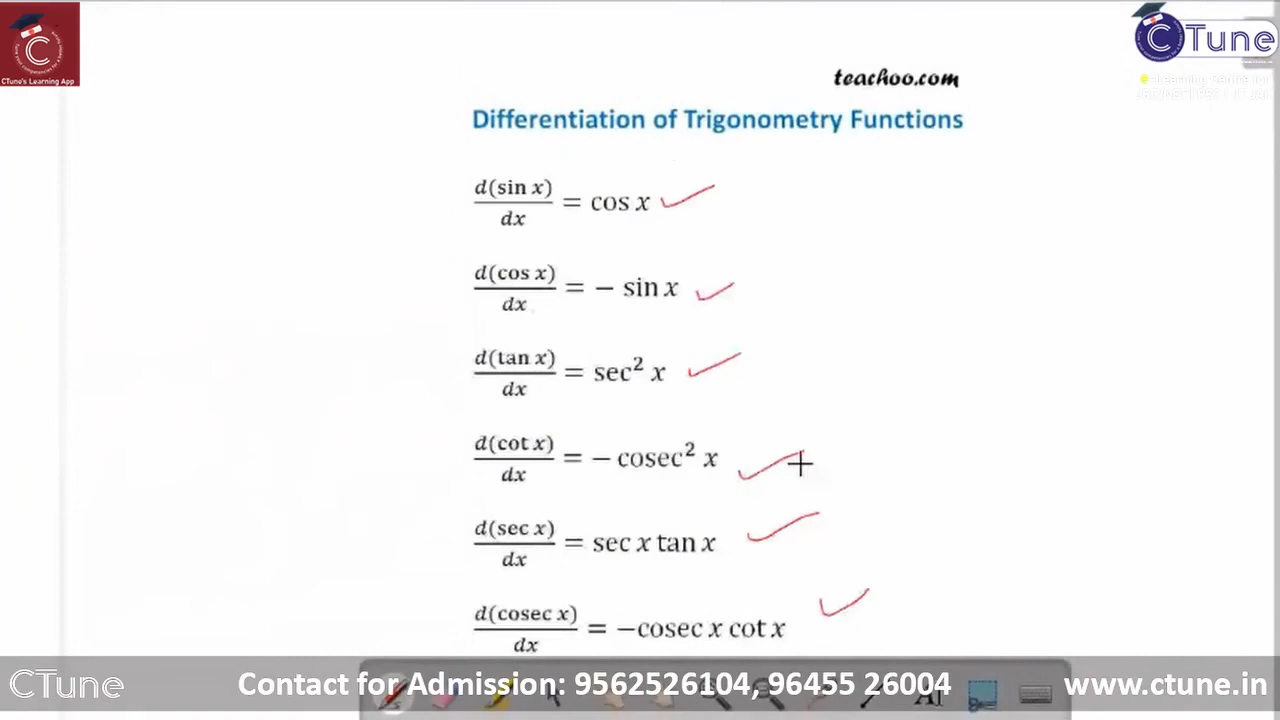 C
CTune's Learning App
CTune
teachoo.com
Differentiation of Trigonometry Functions
d(sin x)/dx = cos x
d(cos x)/dx = − sin x
d(tan x)/dx = sec² x
d(cot x)/dx = − cosec² x
d(sec x)/dx = sec x tan x
d(cosec x)/dx = −cosec x cot x
CTune
Contact for Admission: 9562526104, 96455 26004
www.ctune.in